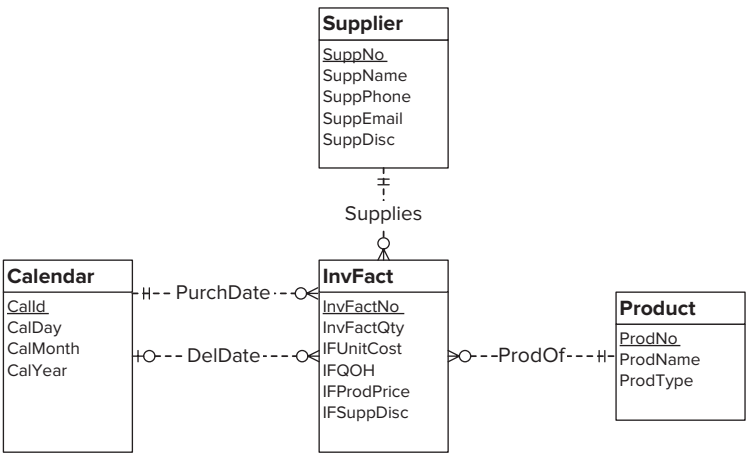 Supplier
SuppNo
SuppName
SuppPhone
SuppEmail
SuppDisc
Supplies
Calendar
CalId
CalDay
CalMonth
CalYear
PurchDate
DelDate
InvFact
InvFactNo
InvFactQty
IFUnitCost
IFQOH
IFProdPrice
IFSuppDisc
ProdOf
Product
ProdNo
ProdName
ProdType